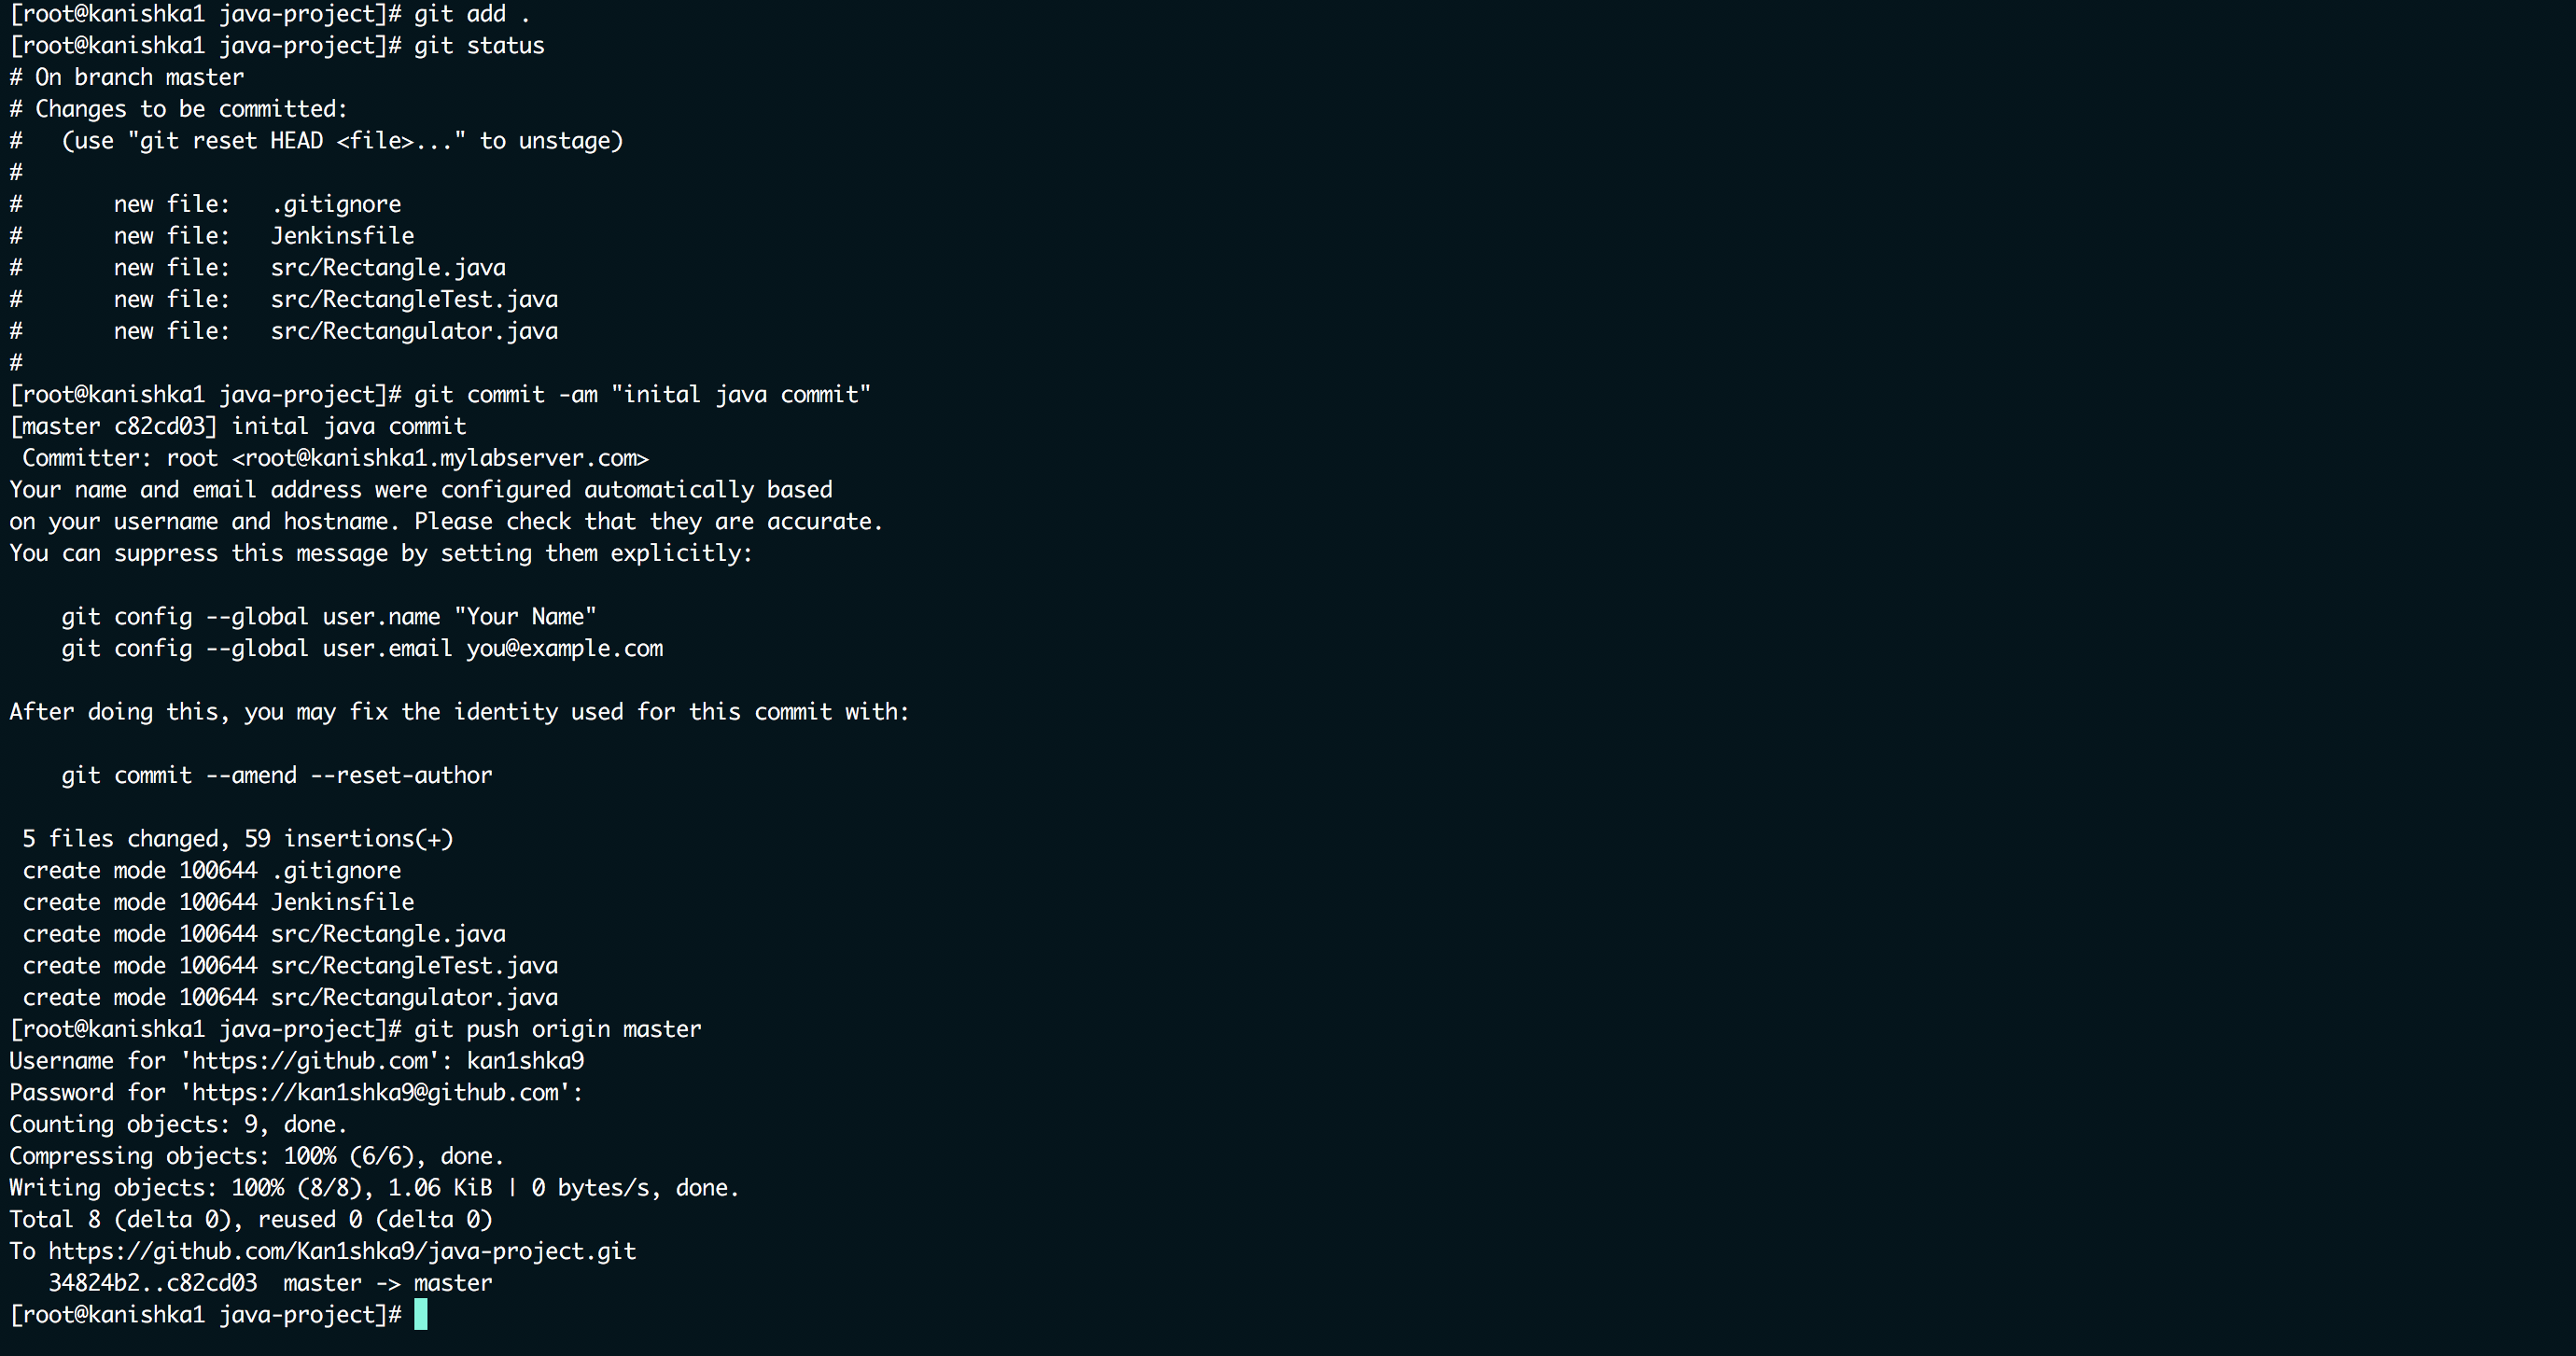 [root@kanishka1 java-project]# git add .
[root@kanishka1 java-project]# git status
# On branch master
# Changes to be committed:
#   (use "git reset HEAD <file>..." to unstage)
#
#       new file:   .gitignore
#       new file:   Jenkinsfile
#       new file:   src/Rectangle.java
#       new file:   src/RectangleTest.java
#       new file:   src/Rectangulator.java
#
[root@kanishka1 java-project]# git commit -am "inital java commit"
[master c82cd03] inital java commit
 Committer: root <root@kanishka1.mylabserver.com>
Your name and email address were configured automatically based
on your username and hostname. Please check that they are accurate.
You can suppress this message by setting them explicitly:

    git config --global user.name "Your Name"
    git config --global user.email you@example.com

After doing this, you may fix the identity used for this commit with:

    git commit --amend --reset-author

 5 files changed, 59 insertions(+)
 create mode 100644 .gitignore
 create mode 100644 Jenkinsfile
 create mode 100644 src/Rectangle.java
 create mode 100644 src/RectangleTest.java
 create mode 100644 src/Rectangulator.java
[root@kanishka1 java-project]# git push origin master
Username for 'https://github.com': kan1shka9
Password for 'https://kan1shka9@github.com':
Counting objects: 9, done.
Compressing objects: 100% (6/6), done.
Writing objects: 100% (8/8), 1.06 KiB | 0 bytes/s, done.
Total 8 (delta 0), reused 0 (delta 0)
To https://github.com/Kan1shka9/java-project.git
   34824b2..c82cd03  master -> master
[root@kanishka1 java-project]#